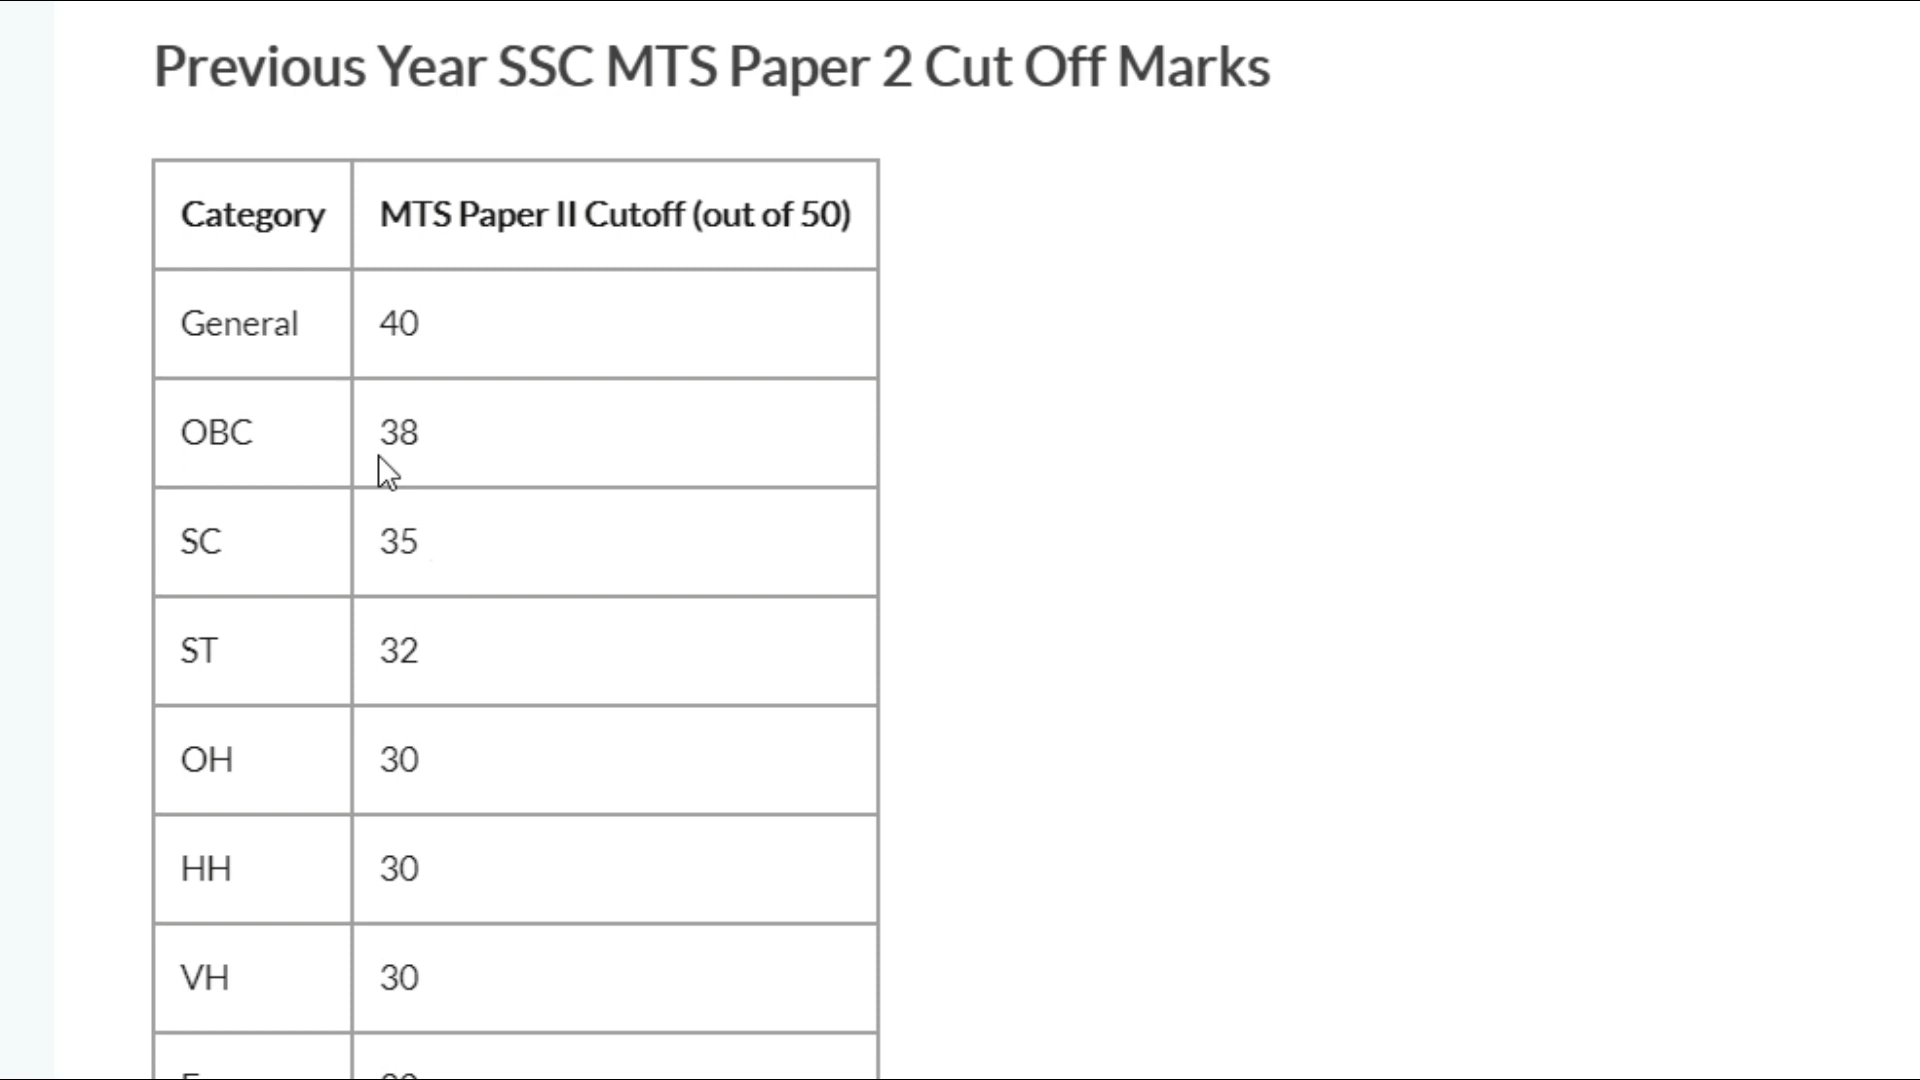 Previous Year SSC MTS Paper 2 Cut Off Marks
Category MTS Paper II Cutoff (out of 50)
General 40
OBC 38
SC 35
ST 32
OH 30
HH 30
VH 30